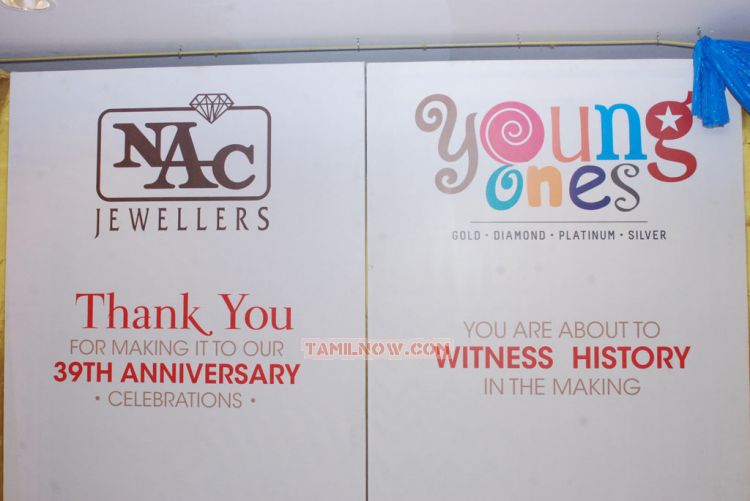 NAC
JEWELLERS
Thank You
FOR MAKING IT TO OUR
39TH ANNIVERSARY
• CELEBRATIONS •
young
ones
GOLD • DIAMOND • PLATINUM • SILVER
YOU ARE ABOUT TO
WITNESS HISTORY
IN THE MAKING
TAMILNOW.COM